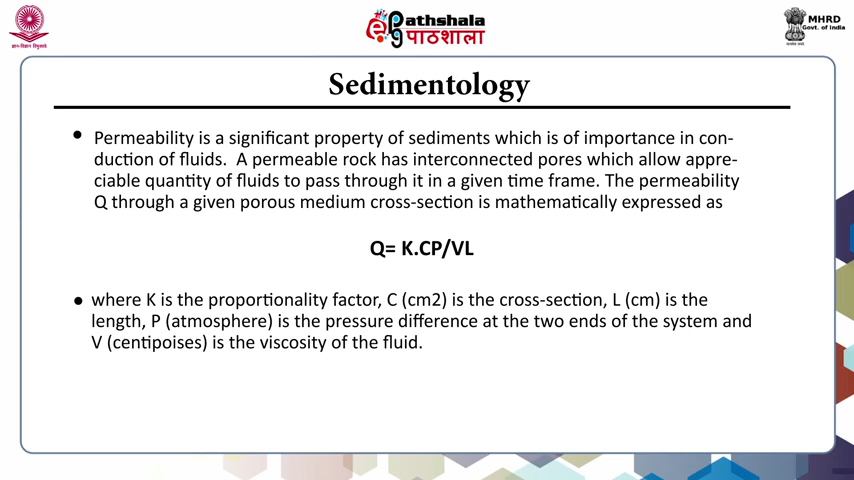 ePathshala
पाठशाला
MHRD
Govt. of India
Sedimentology
• Permeability is a significant property of sediments which is of importance in con-
duction of fluids. A permeable rock has interconnected pores which allow appre-
ciable quantity of fluids to pass through it in a given time frame. The permeability
Q through a given porous medium cross-section is mathematically expressed as
Q= K.CP/VL
• where K is the proportionality factor, C (cm2) is the cross-section, L (cm) is the
length, P (atmosphere) is the pressure difference at the two ends of the system and
V (centipoises) is the viscosity of the fluid.